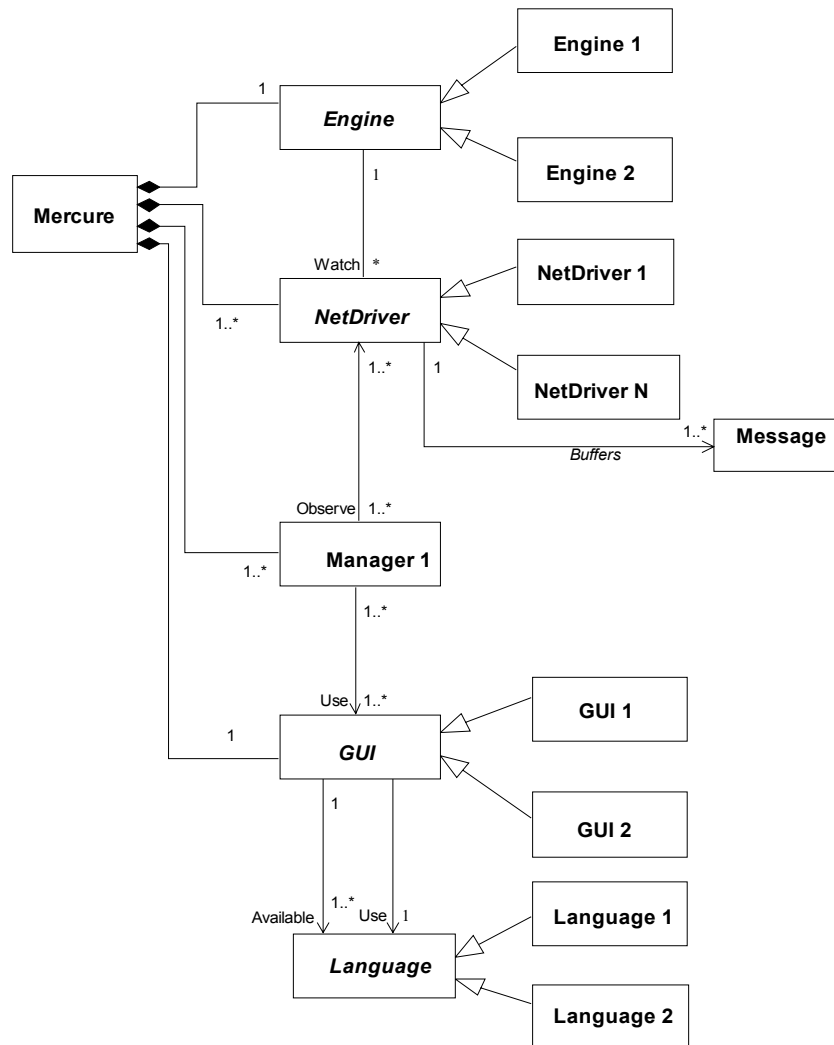 Engine 1
1
Engine
Engine 2
Mercure
1
Watch *
NetDriver 1
NetDriver
1..*
1..*
1
NetDriver N
1..*
Message
Buffers
Observe 1..*
Manager 1
1..*
1..*
Use 1..*
GUI 1
1
GUI
1
GUI 2
1..*
Available
Use 1
Language 1
Language
Language 2